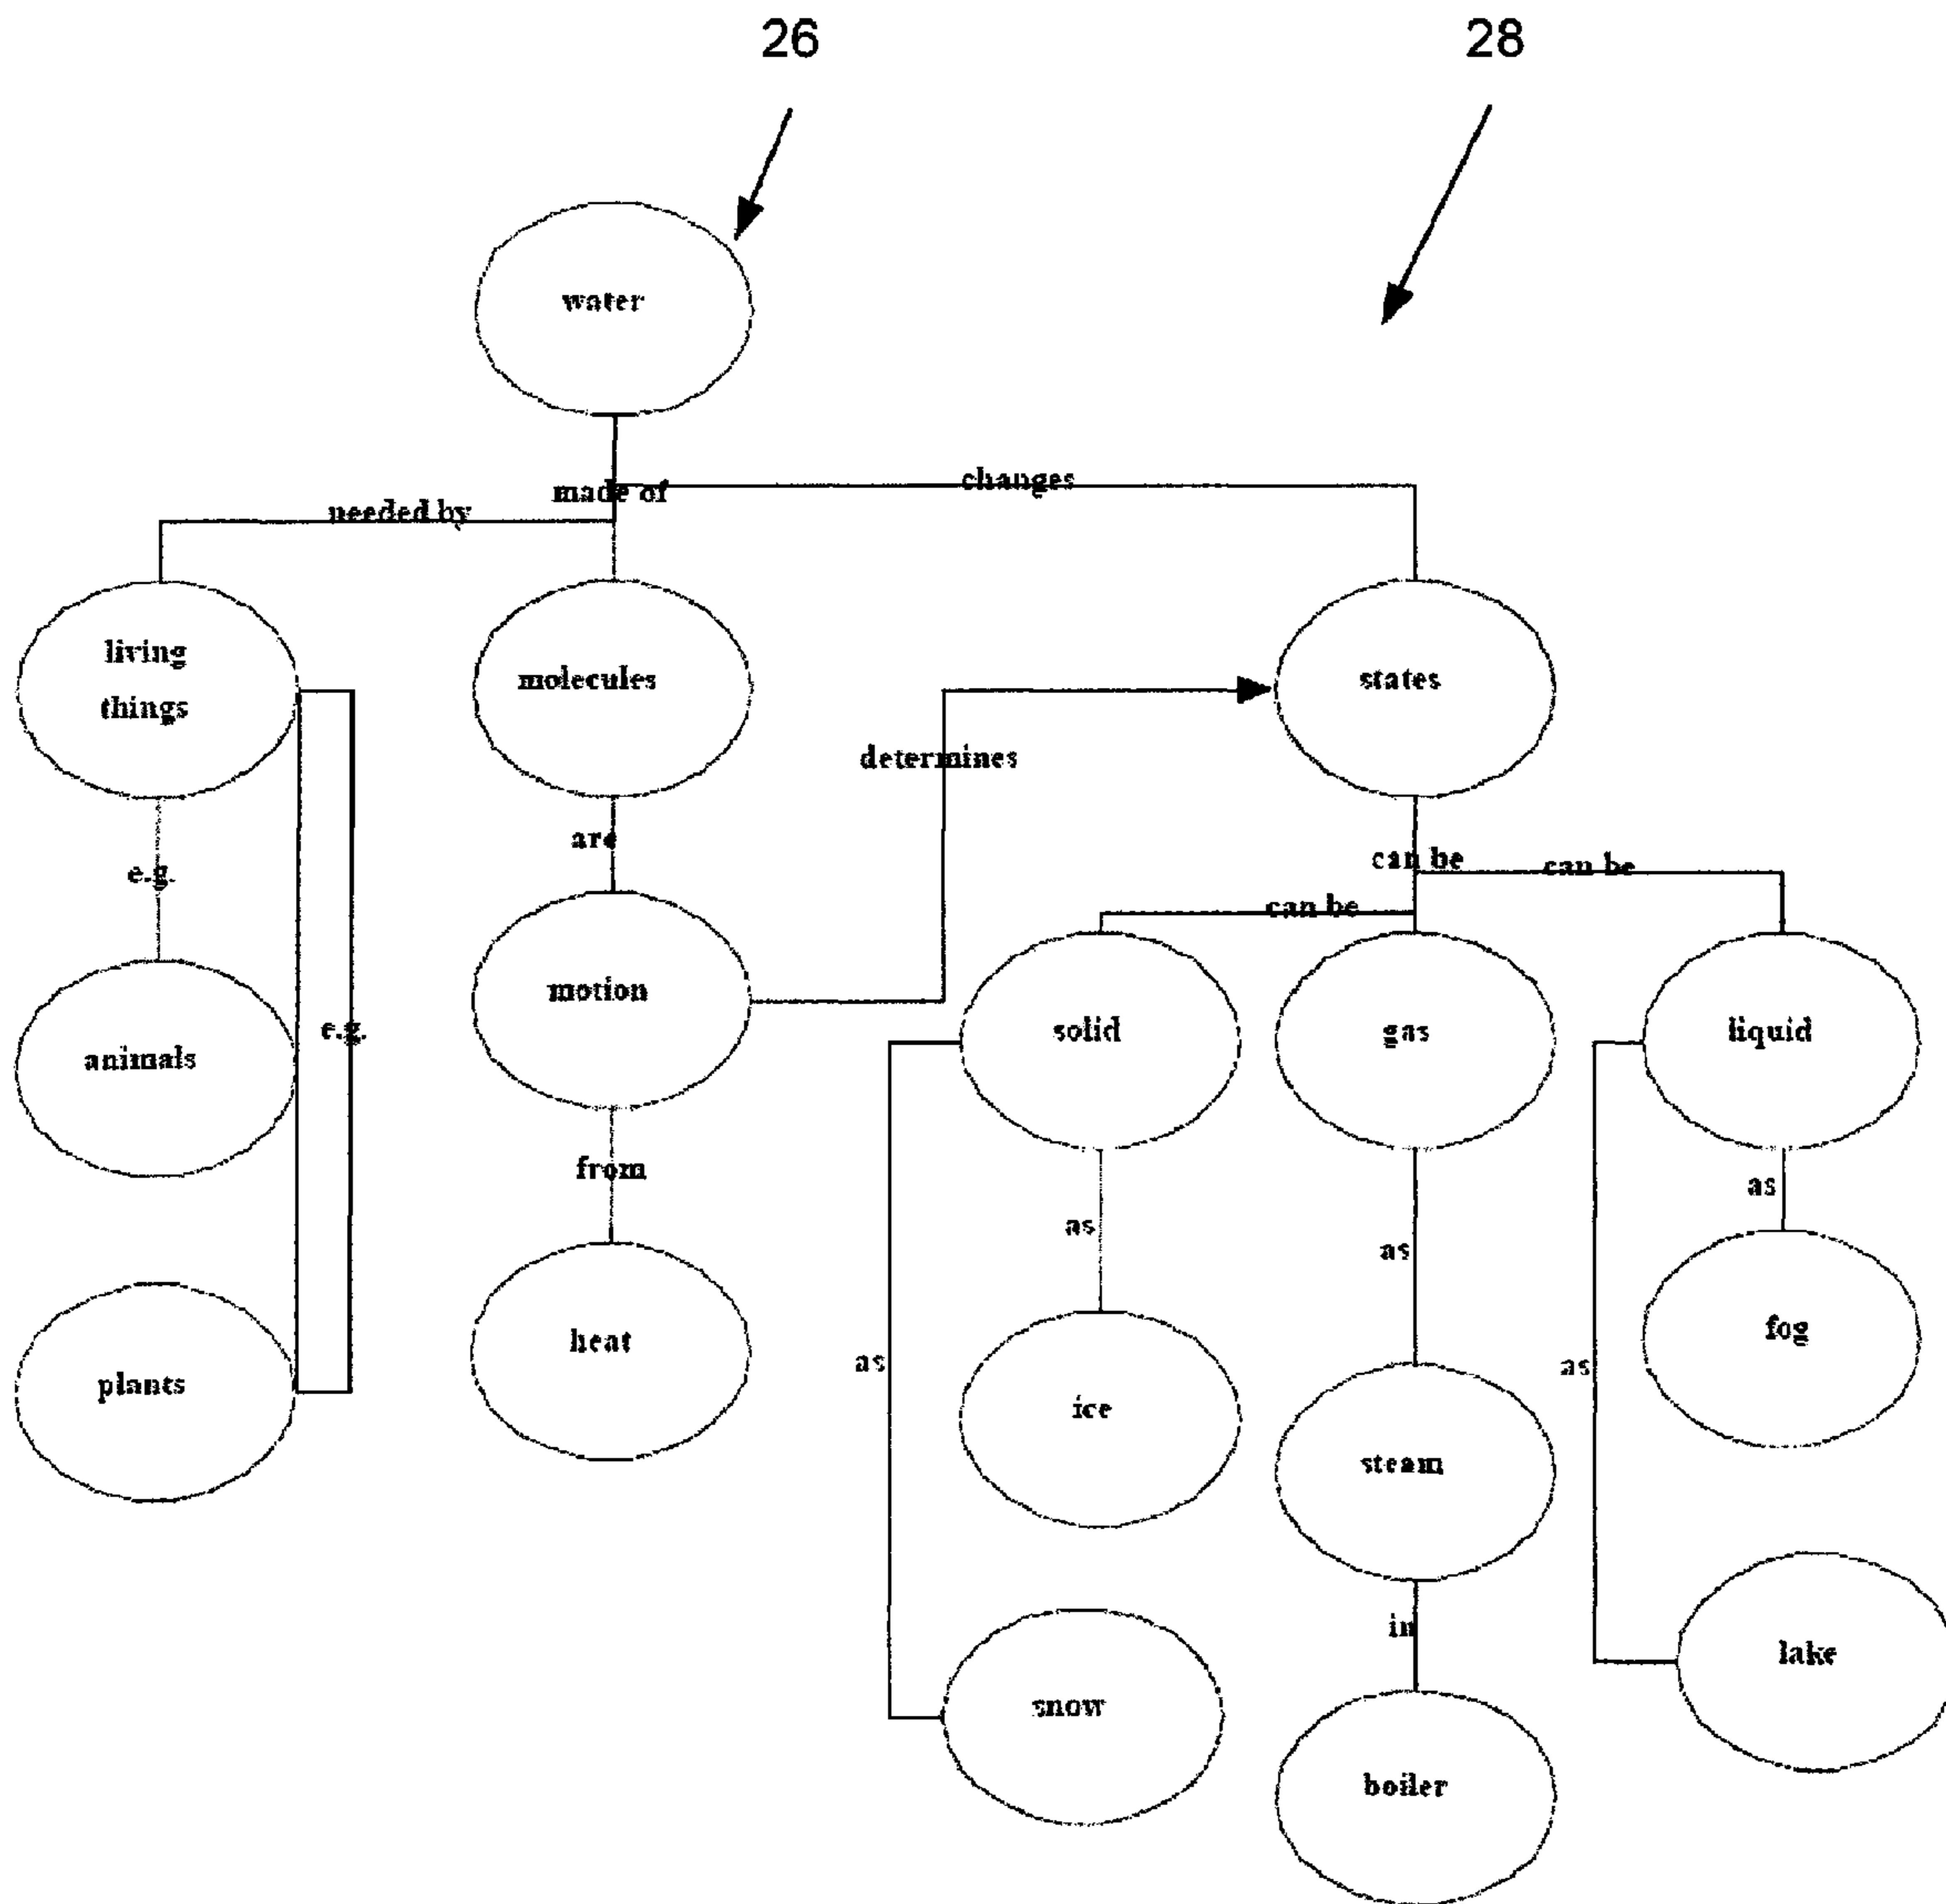 26
28
water
changes
made of
needed by
living
things
molecules
states
determines
are
can be
can be
e.g.
can be
motion
solid
gas
liquid
e.g.
animals
from
as
as
as
fog
heat
as
as
plants
ice
steam
in
lake
snow
boiler